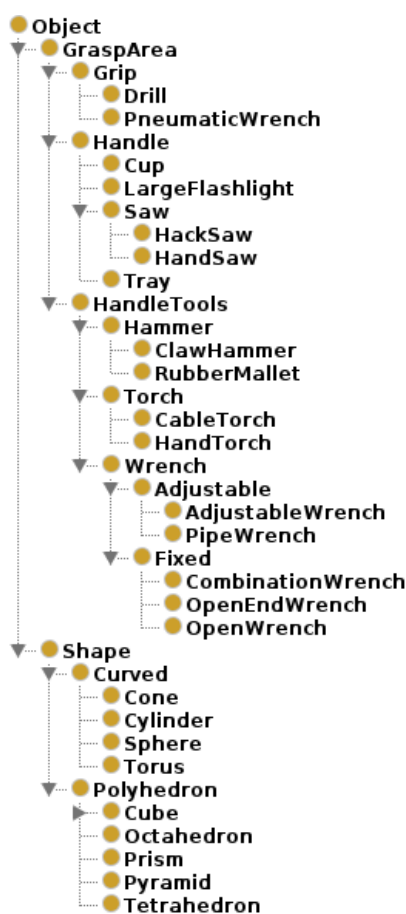 Object
GraspArea
Grip
Drill
PneumaticWrench
Handle
Cup
LargeFlashlight
Saw
HackSaw
HandSaw
Tray
HandleTools
Hammer
ClawHammer
RubberMallet
Torch
CableTorch
HandTorch
Wrench
Adjustable
AdjustableWrench
PipeWrench
Fixed
CombinationWrench
OpenEndWrench
OpenWrench
Shape
Curved
Cone
Cylinder
Sphere
Torus
Polyhedron
Cube
Octahedron
Prism
Pyramid
Tetrahedron